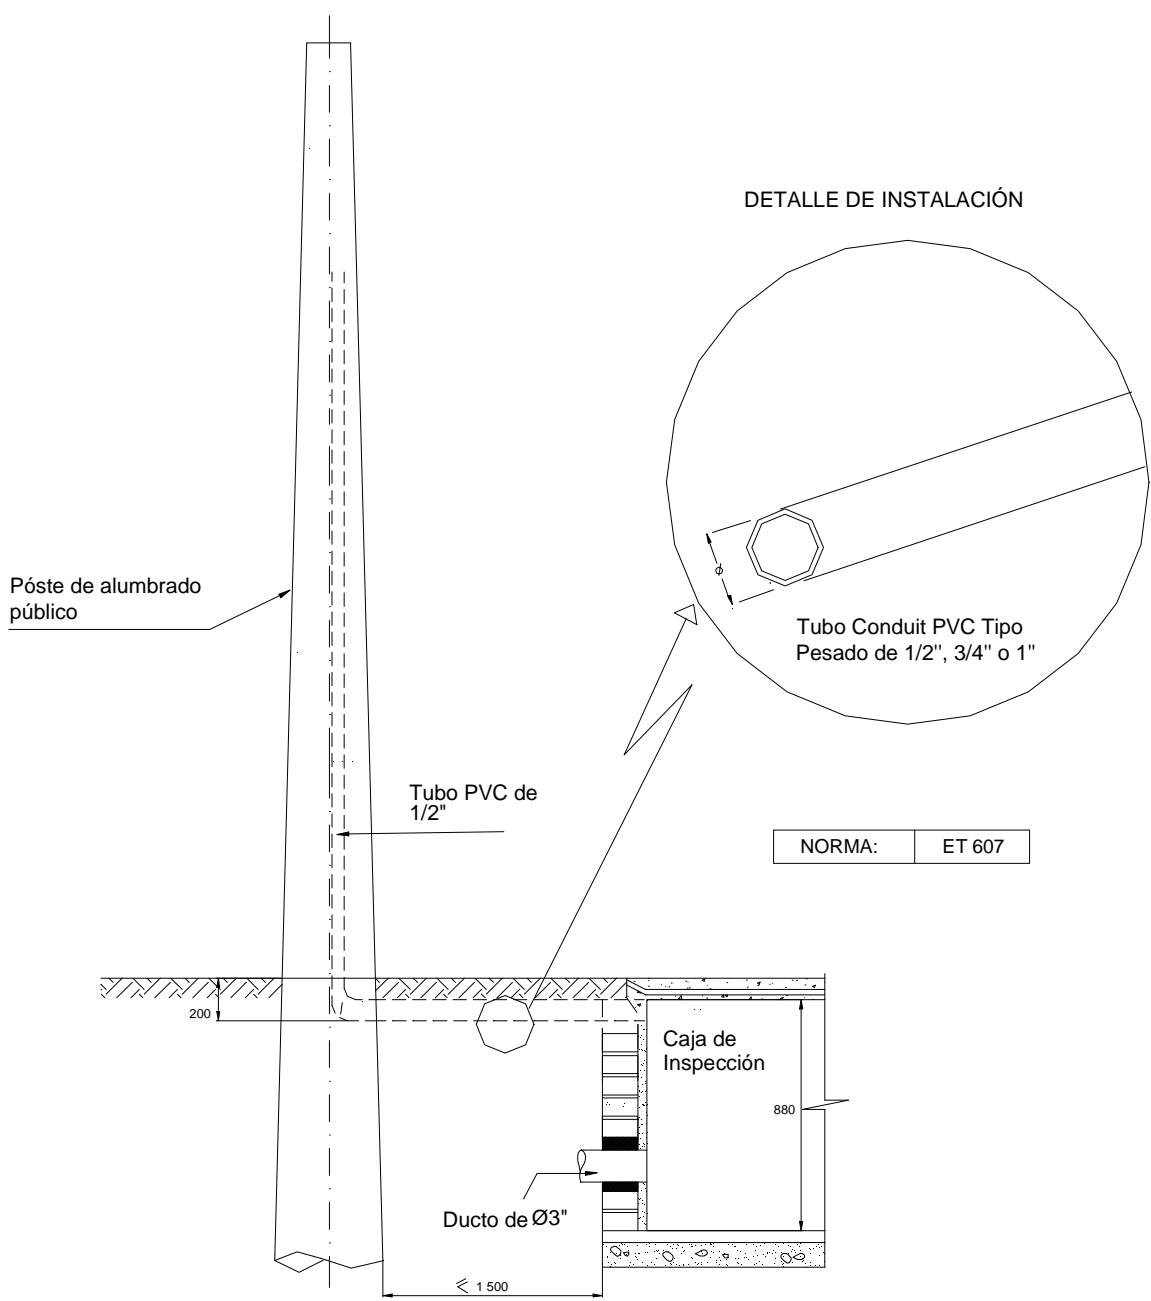 DETALLE DE INSTALACIÓN
Póste de alumbrado
público
Tubo Conduit PVC Tipo
Pesado de 1/2", 3/4" o 1"
ø
Tubo PVC de
1/2"
NORMA: ET 607
200
Caja de
Inspección
880
Ducto de Ø3"
≤ 1 500